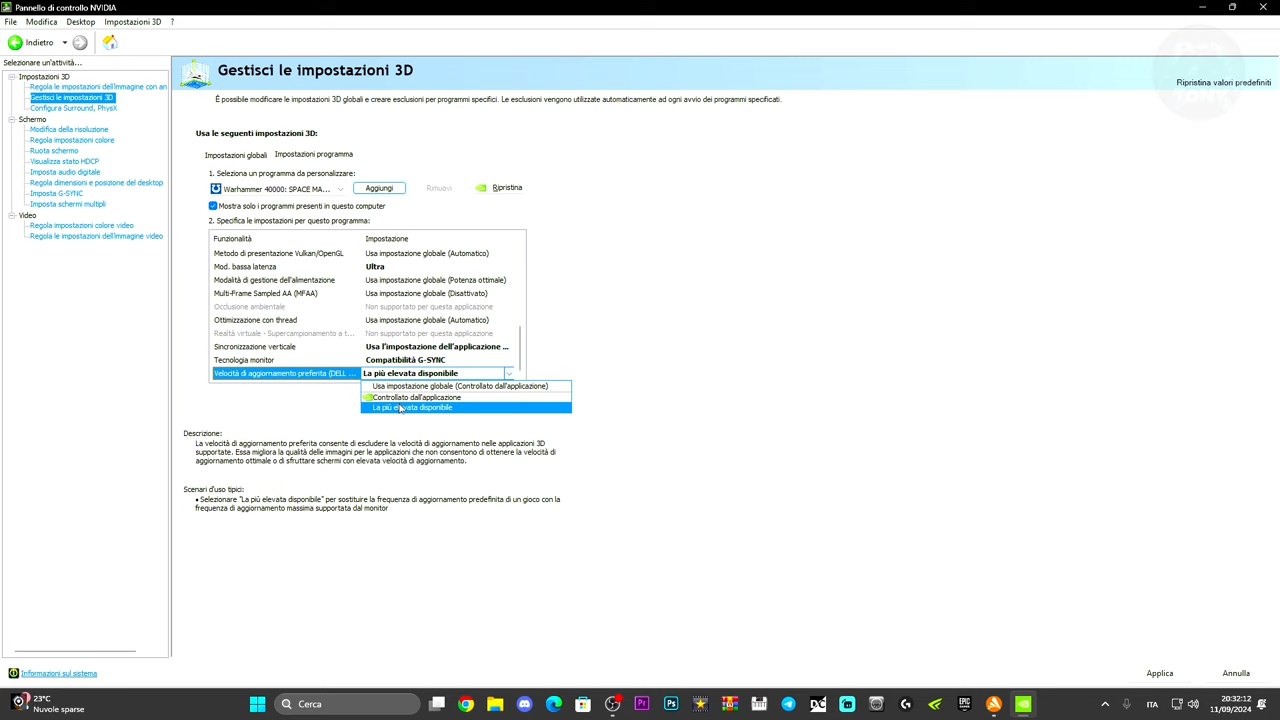 Pannello di controllo NVIDIA
File Modifica Desktop Impostazioni 3D ?
Indietro
Selezionare un'attività...
Impostazioni 3D
Regola le impostazioni dell'immagine con an
Gestisci le impostazioni 3D
Configura Surround, PhysX
Schermo
Modifica della risoluzione
Regola impostazioni colore
Ruota schermo
Visualizza stato HDCP
Imposta audio digitale
Regola dimensioni e posizione del desktop
Imposta G-SYNC
Imposta schermi multipli
Video
Regola impostazioni colore video
Regola le impostazioni dell'immagine video
Informazioni sul sistema
Gestisci le impostazioni 3D
Ripristina valori predefiniti
È possibile modificare le impostazioni 3D globali e creare esclusioni per programmi specifici. Le esclusioni vengono utilizzate automaticamente ad ogni avvio dei programmi specificati.
Usa le seguenti impostazioni 3D:
Impostazioni globali Impostazioni programma
1. Seleziona un programma da personalizzare:
Warhammer 40000: SPACE MA... Aggiungi Rimuovi Ripristina
Mostra solo i programmi presenti in questo computer
2. Specifica le impostazioni per questo programma:
Funzionalità Impostazione
Metodo di presentazione Vulkan/OpenGL Usa impostazione globale (Automatico)
Mod. bassa latenza Ultra
Modalità di gestione dell'alimentazione Usa impostazione globale (Potenza ottimale)
Multi-Frame Sampled AA (MFAA) Usa impostazione globale (Disattivato)
Occlusione ambientale Non supportato per questa applicazione
Ottimizzazione con thread Usa impostazione globale (Automatico)
Realtà virtuale - Supercampionamento a t... Non supportato per questa applicazione
Sincronizzazione verticale Usa l'impostazione dell'applicazione ...
Tecnologia monitor Compatibilità G-SYNC
Velocità di aggiornamento preferita (DELL ... La più elevata disponibile
Usa impostazione globale (Controllato dall'applicazione)
Controllato dall'applicazione
La più elevata disponibile
Descrizione:
La velocità di aggiornamento preferita consente di escludere la velocità di aggiornamento nelle applicazioni 3D
supportate. Essa migliora la qualità delle immagini per le applicazioni che non consentono di ottenere la velocità di
aggiornamento ottimale o di sfruttare schermi con elevata velocità di aggiornamento.
Scenari d'uso tipici:
• Selezionare "La più elevata disponibile" per sostituire la frequenza di aggiornamento predefinita di un gioco con la
frequenza di aggiornamento massima supportata dal monitor
Applica Annulla
23°C
Nuvole sparse
Cerca
ITA
20:32:12
11/09/2024